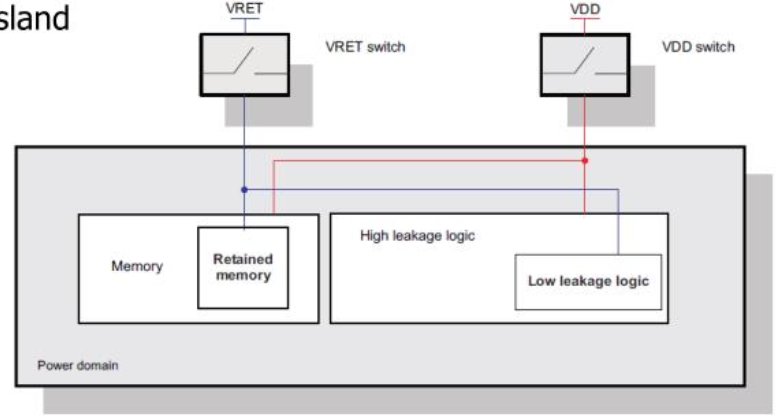 sland
VRET
VDD
VRET switch
VDD switch
Memory
Retained
memory
High leakage logic
Low leakage logic
Power domain